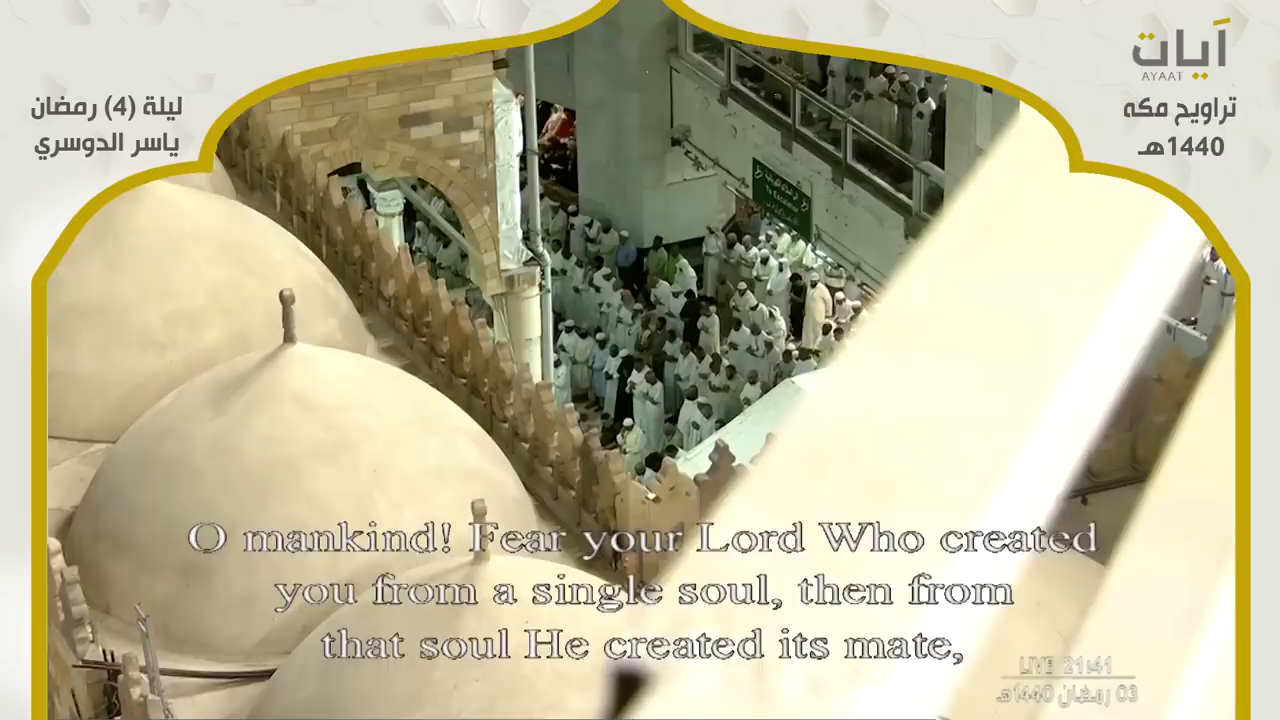 آيات
AYAAT
تراويح مكه
1440هـ
ليلة (4) رمضان
ياسر الدوسري
O mankind! Fear your Lord Who created
you from a single soul, then from
that soul He created its mate,
LIVE 21:41
03 رمضان 1440هـ